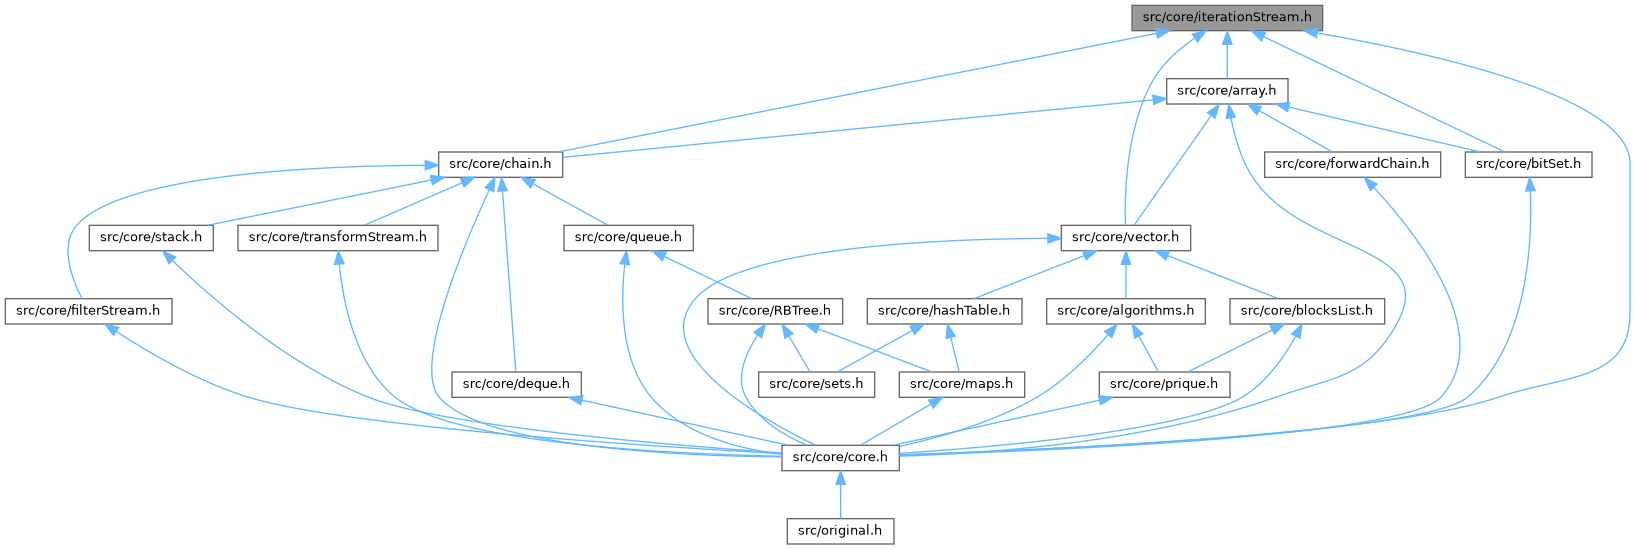 src/core/iterationStream.h
src/core/array.h
src/core/chain.h
src/core/forwardChain.h
src/core/bitSet.h
src/core/stack.h
src/core/transformStream.h
src/core/queue.h
src/core/vector.h
src/core/filterStream.h
src/core/RBTree.h
src/core/hashTable.h
src/core/algorithms.h
src/core/blocksList.h
src/core/deque.h
src/core/sets.h
src/core/maps.h
src/core/prique.h
src/core/core.h
src/original.h